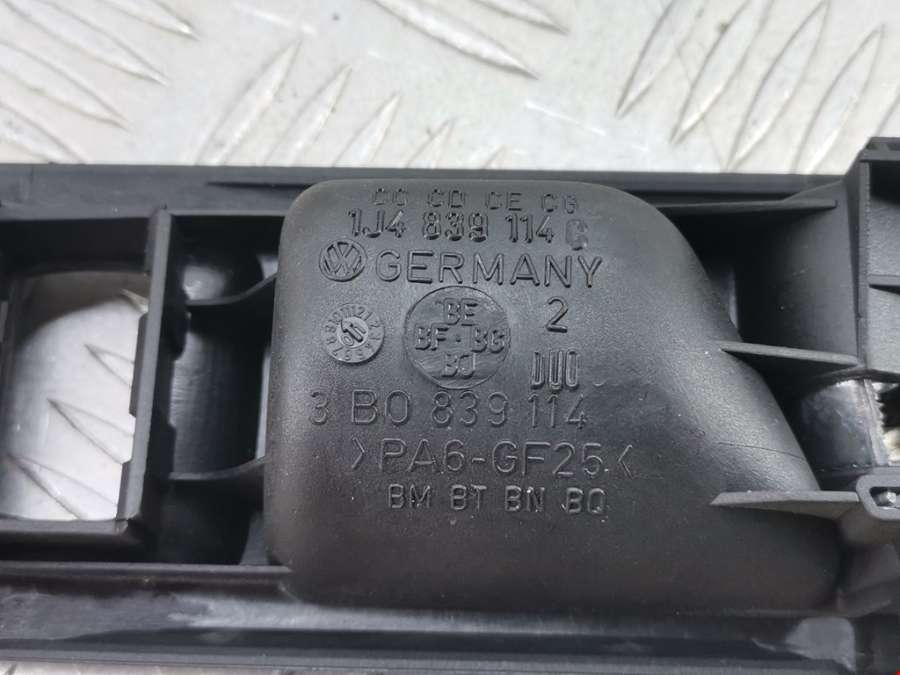 CC CD CE CG
1J4 839 114 C
VW GERMANY
BE
BF · BG
BJ
2
3 B0 839 114
>PA6-GF25<
BM BT BN BQ